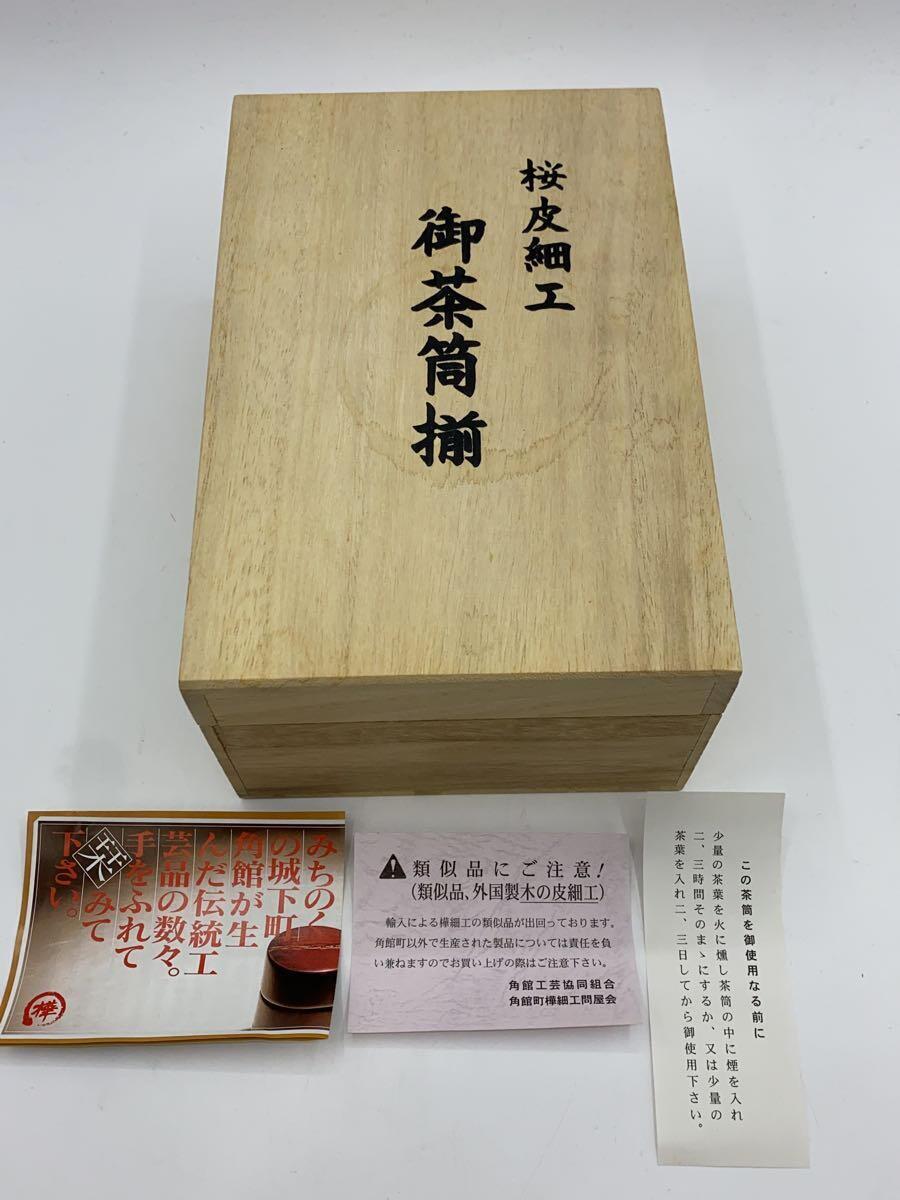 桜皮細工
御茶筒揃
みちのく
の城下町
角館が生
んだ伝統工
芸品の数々。
手をふれて
みて
下さい。
栞
樺
類似品にご注意!
(類似品、外国製木の皮細工)
輸入による樺細工の類似品が出回っております。
角館町以外で生産された製品については責任を負
い兼ねますのでお買い上げの際はご注意下さい。
角館工芸協同組合
角館町樺細工問屋会
この茶筒を御使用なる前に
少量の茶葉を火に燻し茶筒の中に煙を入れ
二、三時間そのまゝにするか、又は少量の
茶葉を入れ二、三日してから御使用下さい。